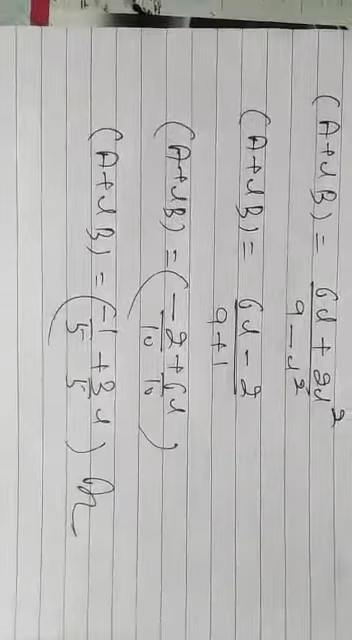 (A+iB) = 6i + 2i² / 9 - i²
(A+iB) = 6i - 2 / 9 + 1
(A+iB) = ( -2/10 + 6i/10 )
(A+iB) = ( -1/5 + 3/5 i )